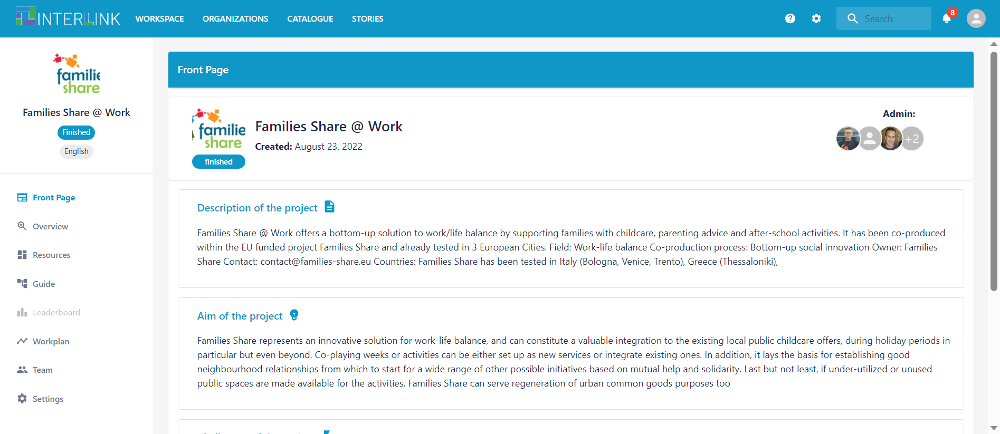 INTERLINK
WORKSPACE
ORGANIZATIONS
CATALOGUE
STORIES
Search
8
familie
share
Families Share @ Work
Finished
English
Front Page
Overview
Resources
Guide
Leaderboard
Workplan
Team
Settings
Front Page
familie
share
finished
Families Share @ Work
Created: August 23, 2022
Admin:
+2
Description of the project
Families Share @ Work offers a bottom-up solution to work/life balance by supporting families with childcare, parenting advice and after-school activities. It has been co-produced
within the EU funded project Families Share and already tested in 3 European Cities. Field: Work-life balance Co-production process: Bottom-up social innovation Owner: Families
Share Contact: contact@families-share.eu Countries: Families Share has been tested in Italy (Bologna, Venice, Trento), Greece (Thessaloniki),
Aim of the project
Families Share represents an innovative solution for work-life balance, and can constitute a valuable integration to the existing local public childcare offers, during holiday periods in
particular but even beyond. Co-playing weeks or activities can be either set up as new services or integrate existing ones. In addition, it lays the basis for establishing good
neighbourhood relationships from which to start for a wide range of other possible initiatives based on mutual help and solidarity. Last but not least, if under-utilized or unused
public spaces are made available for the activities, Families Share can serve regeneration of urban common goods purposes too